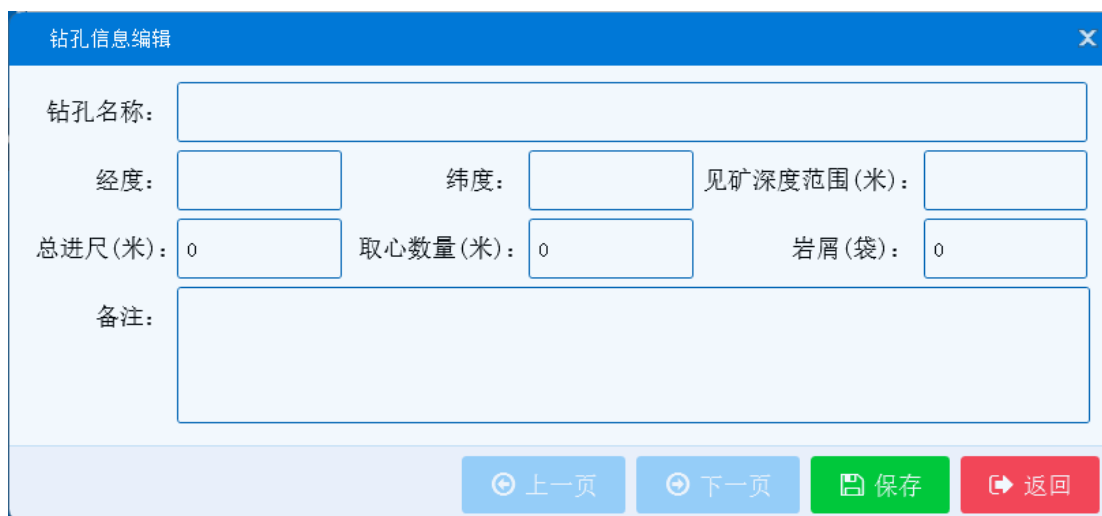 钻孔信息编辑 x
钻孔名称：
经度： 纬度： 见矿深度范围(米)：
总进尺(米)： 0 取心数量(米)： 0 岩屑(袋)： 0
备注：
上一页 下一页 保存 返回